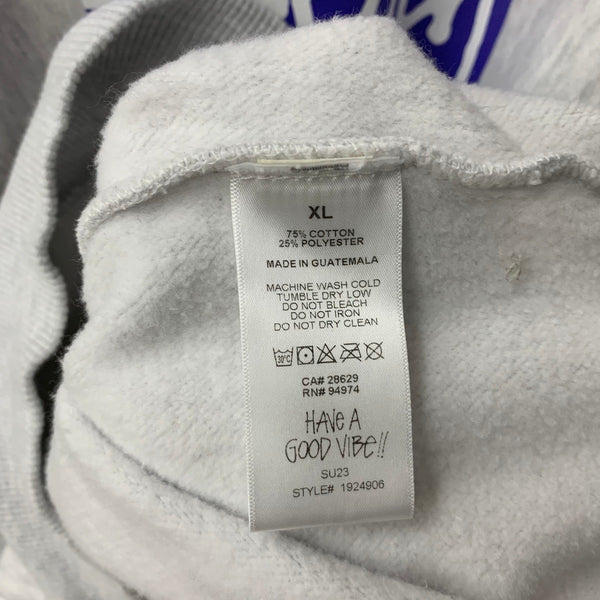 XL
75% COTTON
25% POLYESTER
MADE IN GUATEMALA
MACHINE WASH COLD
TUMBLE DRY LOW
DO NOT BLEACH
DO NOT IRON
DO NOT DRY CLEAN
30°C
CA# 28629
RN# 94974
HAVE A
GOOD VIBE!!
SU23
STYLE# 1924906